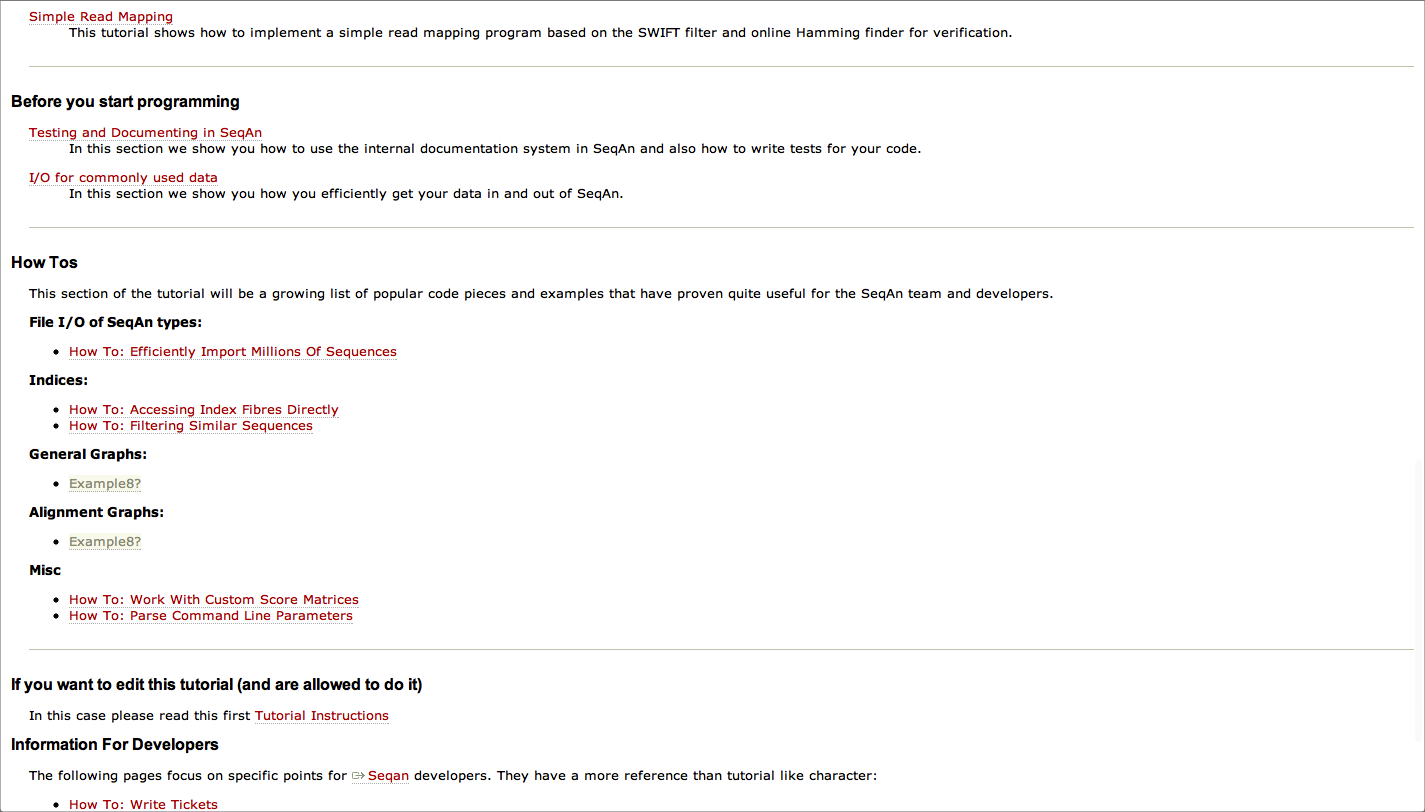 Simple Read Mapping
This tutorial shows how to implement a simple read mapping program based on the SWIFT filter and online Hamming finder for verification.
Before you start programming
Testing and Documenting in SeqAn
In this section we show you how to use the internal documentation system in SeqAn and also how to write tests for your code.
I/O for commonly used data
In this section we show you how you efficiently get your data in and out of SeqAn.
How Tos
This section of the tutorial will be a growing list of popular code pieces and examples that have proven quite useful for the SeqAn team and developers.
File I/O of SeqAn types:
How To: Efficiently Import Millions Of Sequences
Indices:
How To: Accessing Index Fibres Directly
How To: Filtering Similar Sequences
General Graphs:
Example8?
Alignment Graphs:
Example8?
Misc
How To: Work With Custom Score Matrices
How To: Parse Command Line Parameters
If you want to edit this tutorial (and are allowed to do it)
In this case please read this first Tutorial Instructions
Information For Developers
The following pages focus on specific points for Seqan developers. They have a more reference than tutorial like character:
How To: Write Tickets